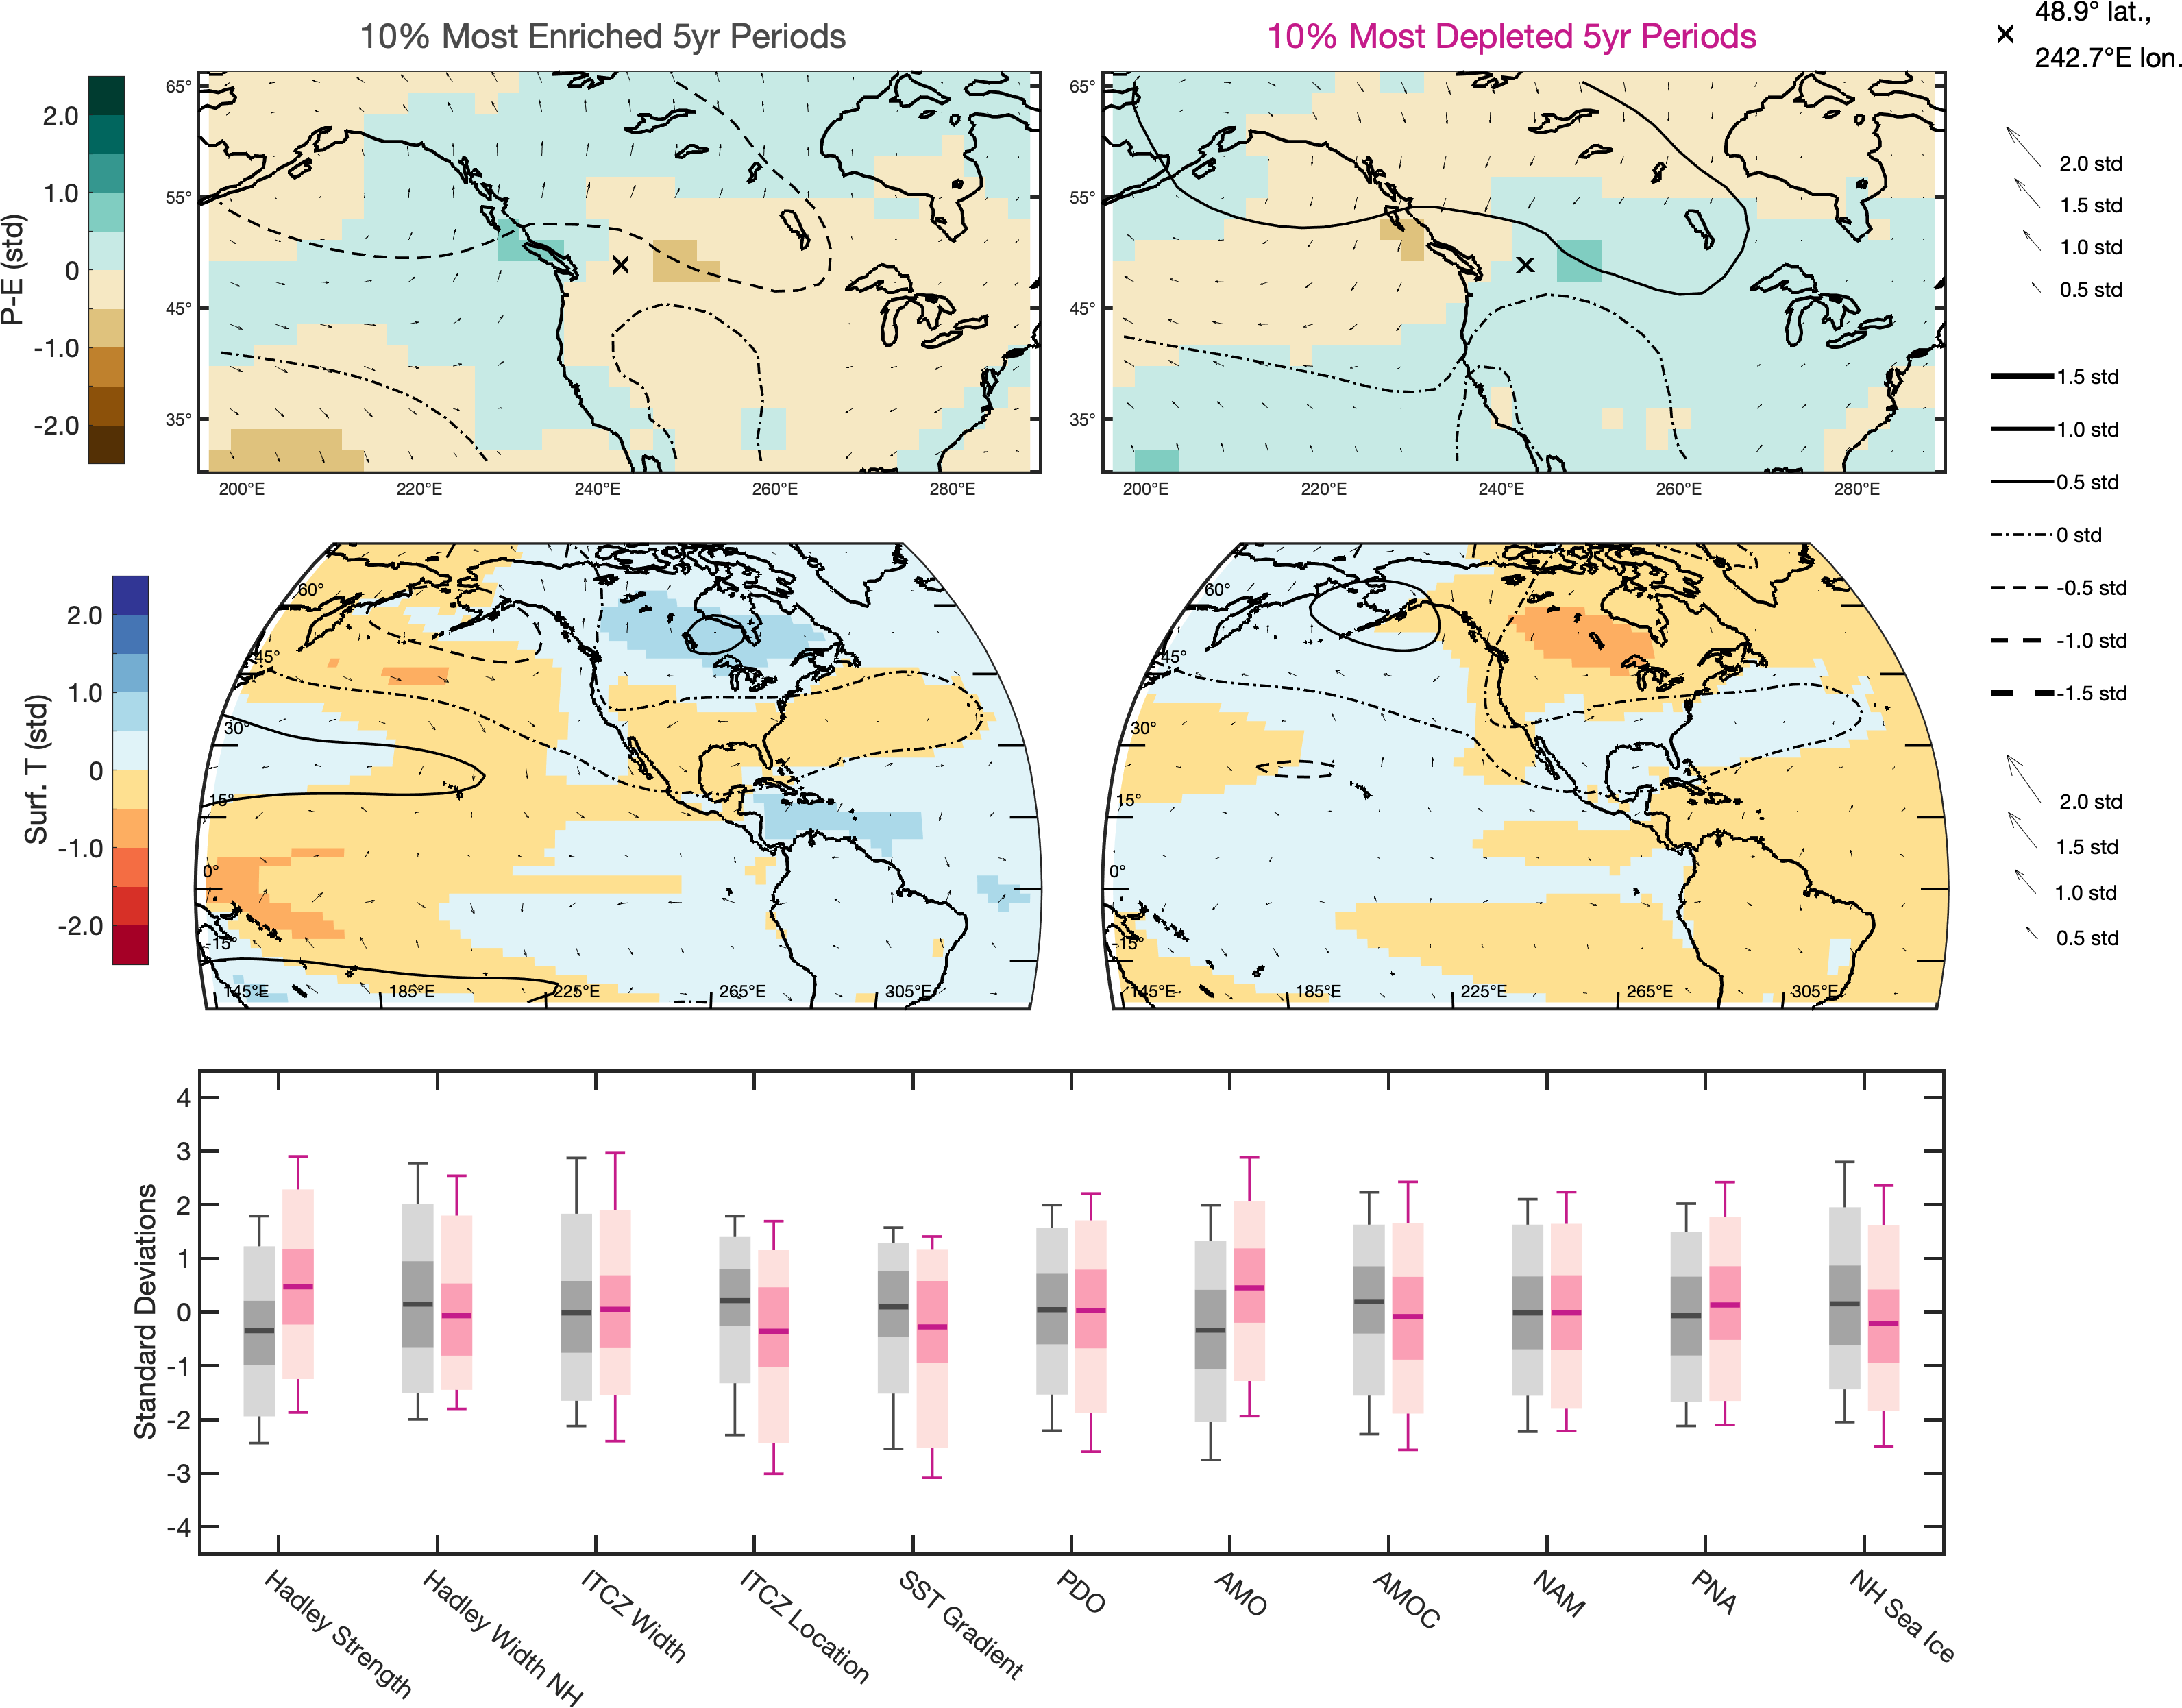 10% Most Enriched 5yr Periods
10% Most Depleted 5yr Periods
48.9° lat.,
242.7°E lon.
P-E (std)
2.0
1.0
0
-1.0
-2.0
65°
55°
45°
35°
200°E
220°E
240°E
260°E
280°E
65°
55°
45°
35°
200°E
220°E
240°E
260°E
280°E
2.0 std
1.5 std
1.0 std
0.5 std
1.5 std
1.0 std
0.5 std
0 std
-0.5 std
-1.0 std
-1.5 std
Surf. T (std)
2.0
1.0
0
-1.0
-2.0
60°
45°
30°
15°
0°
-15°
145°E
185°E
225°E
265°E
305°E
60°
45°
30°
15°
0°
-15°
145°E
185°E
225°E
265°E
305°E
2.0 std
1.5 std
1.0 std
0.5 std
Standard Deviations
4
3
2
1
0
-1
-2
-3
-4
Hadley Strength
Hadley Width NH
ITCZ Width
ITCZ Location
SST Gradient
PDO
AMO
AMOC
NAM
PNA
NH Sea Ice